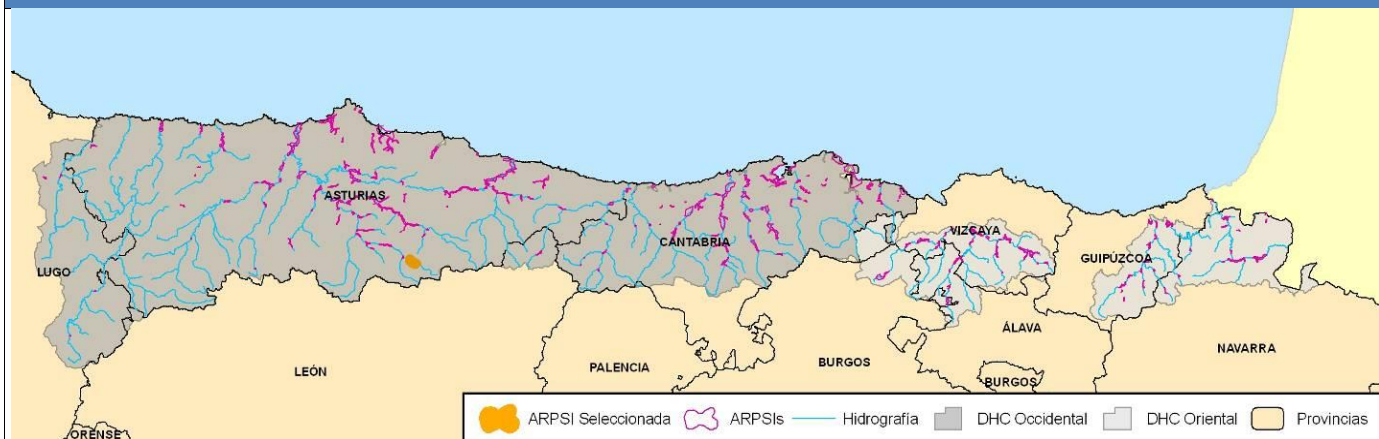 ASTURIAS
CANTABRIA
VIZCAYA
GUIPÚZCOA
LUGO
ÁLAVA
NAVARRA
LEÓN
PALENCIA
BURGOS
BURGOS
ORENSE
ARPSI Seleccionada
ARPSIs
Hidrografía
DHC Occidental
DHC Oriental
Provincias